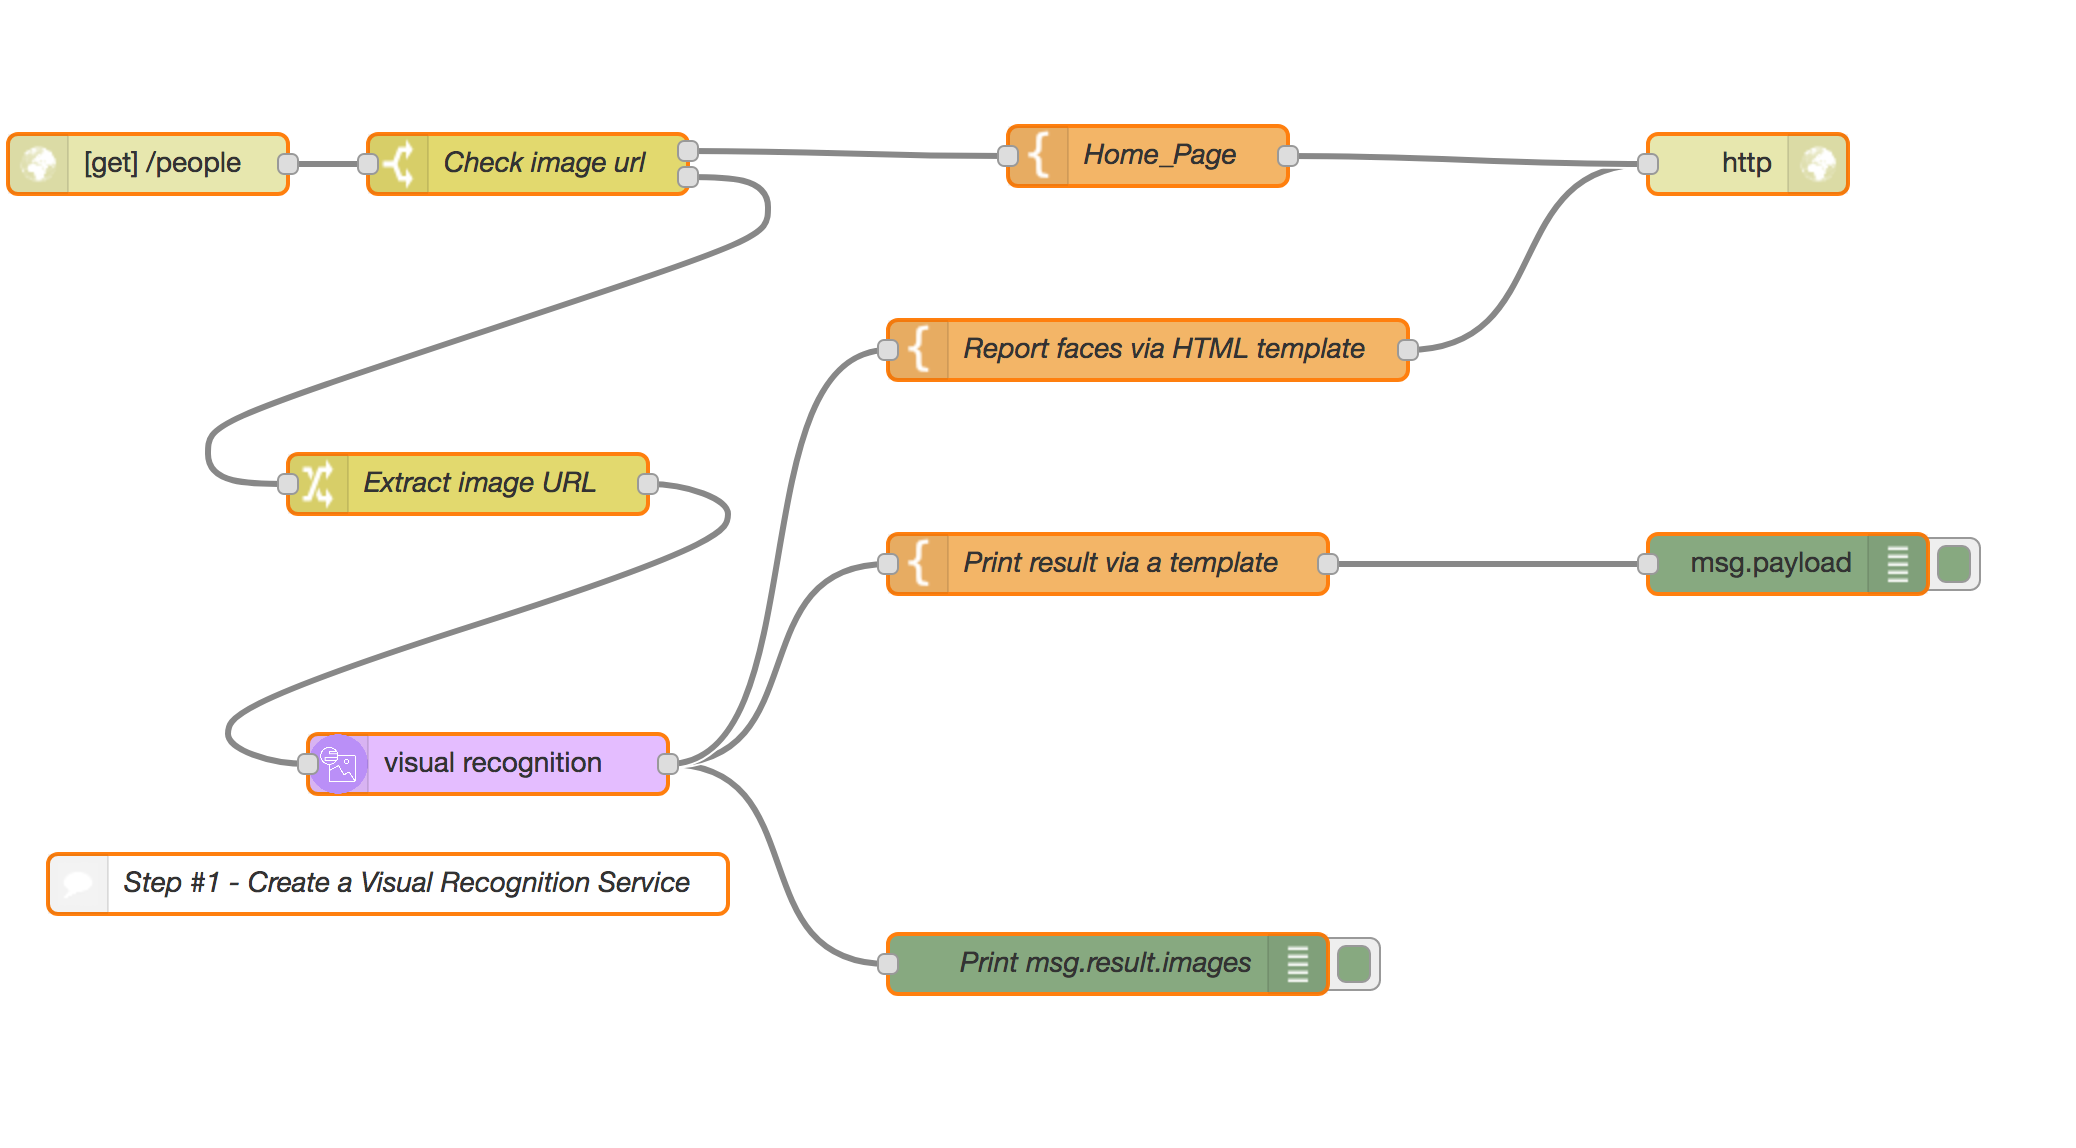 [get] /people
Check image url
Home_Page
http
Report faces via HTML template
Extract image URL
Print result via a template
msg.payload
visual recognition
Step #1 - Create a Visual Recognition Service
Print msg.result.images